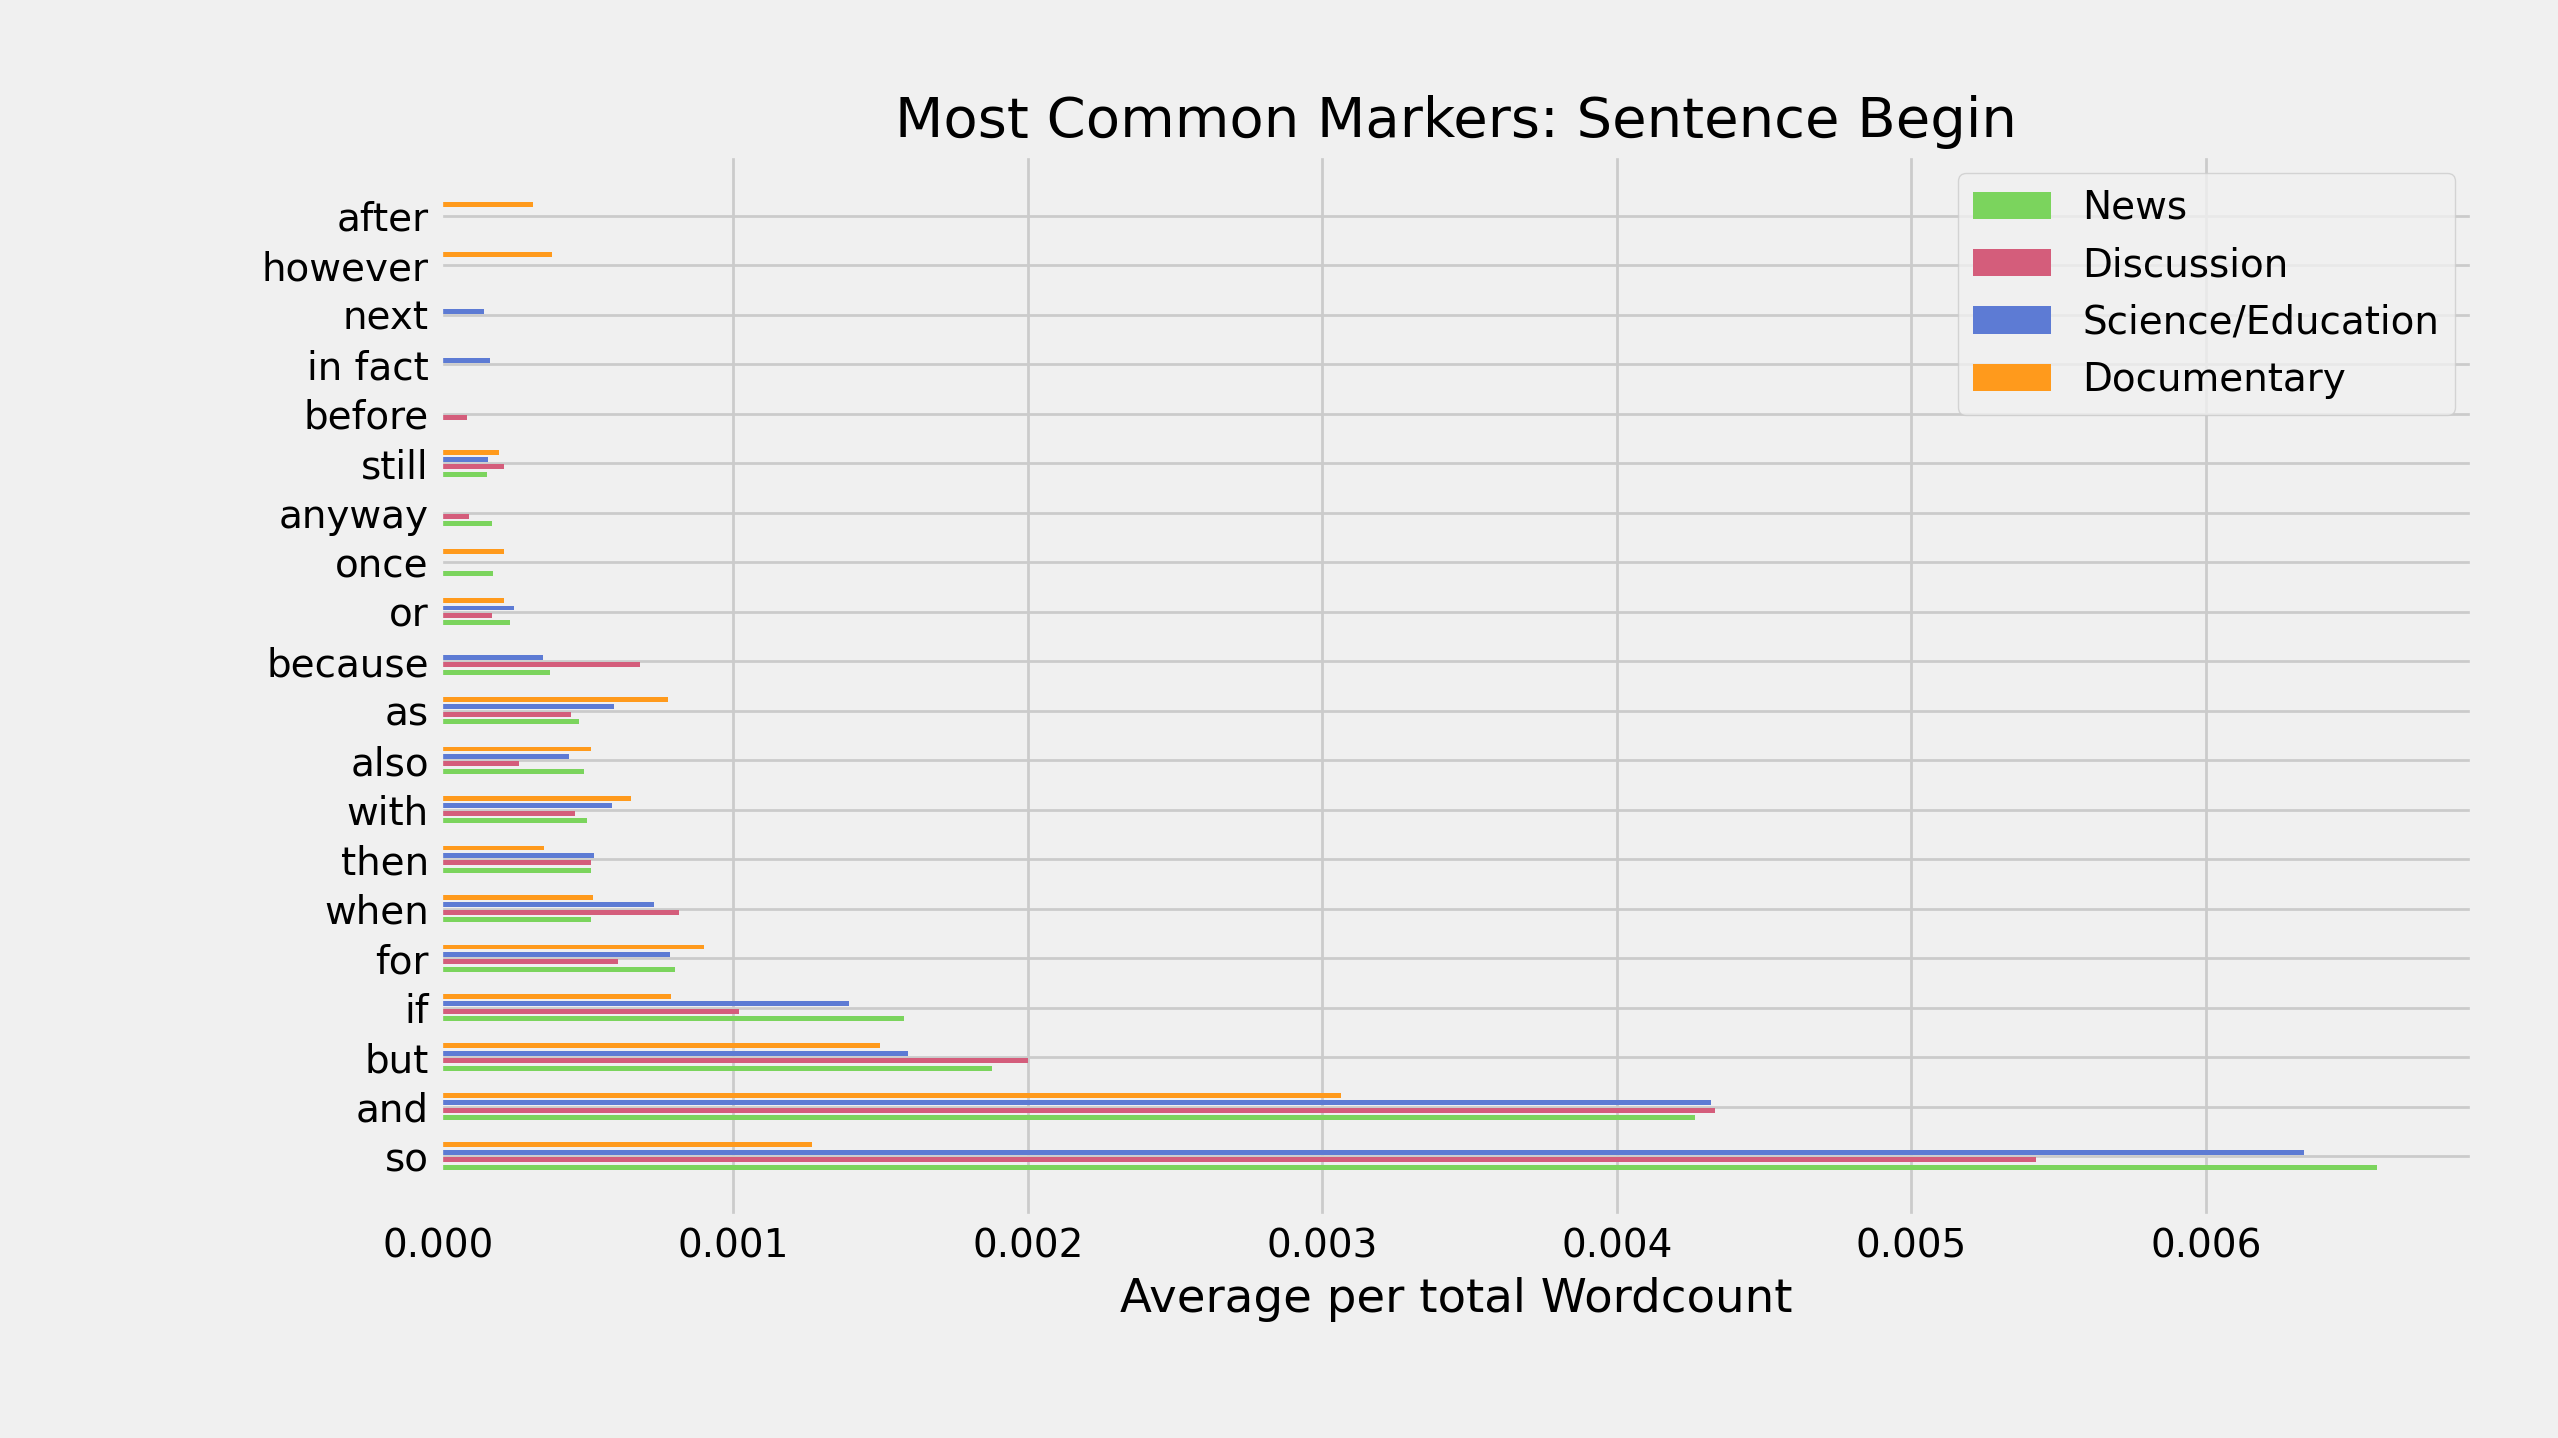 Most Common Markers: Sentence Begin
News
Discussion
Science/Education
Documentary
after
however
next
in fact
before
still
anyway
once
or
because
as
also
with
then
when
for
if
but
and
so
0.000 0.001 0.002 0.003 0.004 0.005 0.006
Average per total Wordcount